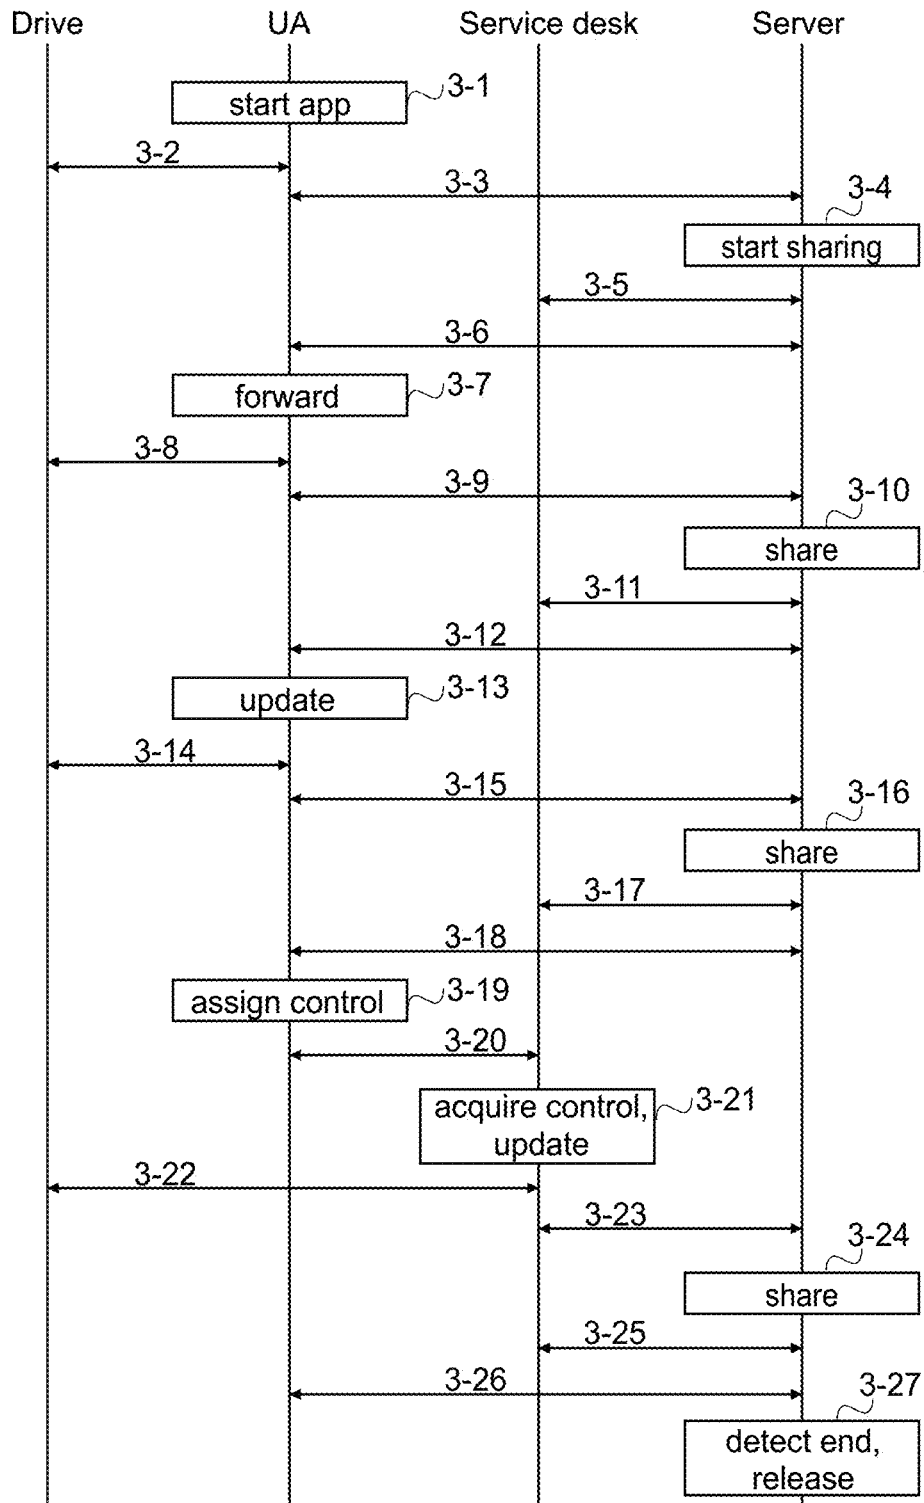 Drive UA Service desk Server
start app 3-1
3-2
3-3
3-4
start sharing
3-5
3-6
forward 3-7
3-8
3-9
3-10
share
3-11
3-12
update 3-13
3-14
3-15
3-16
share
3-17
3-18
assign control 3-19
3-20
acquire control, 3-21
update
3-22
3-23
3-24
share
3-25
3-26
3-27
detect end,
release